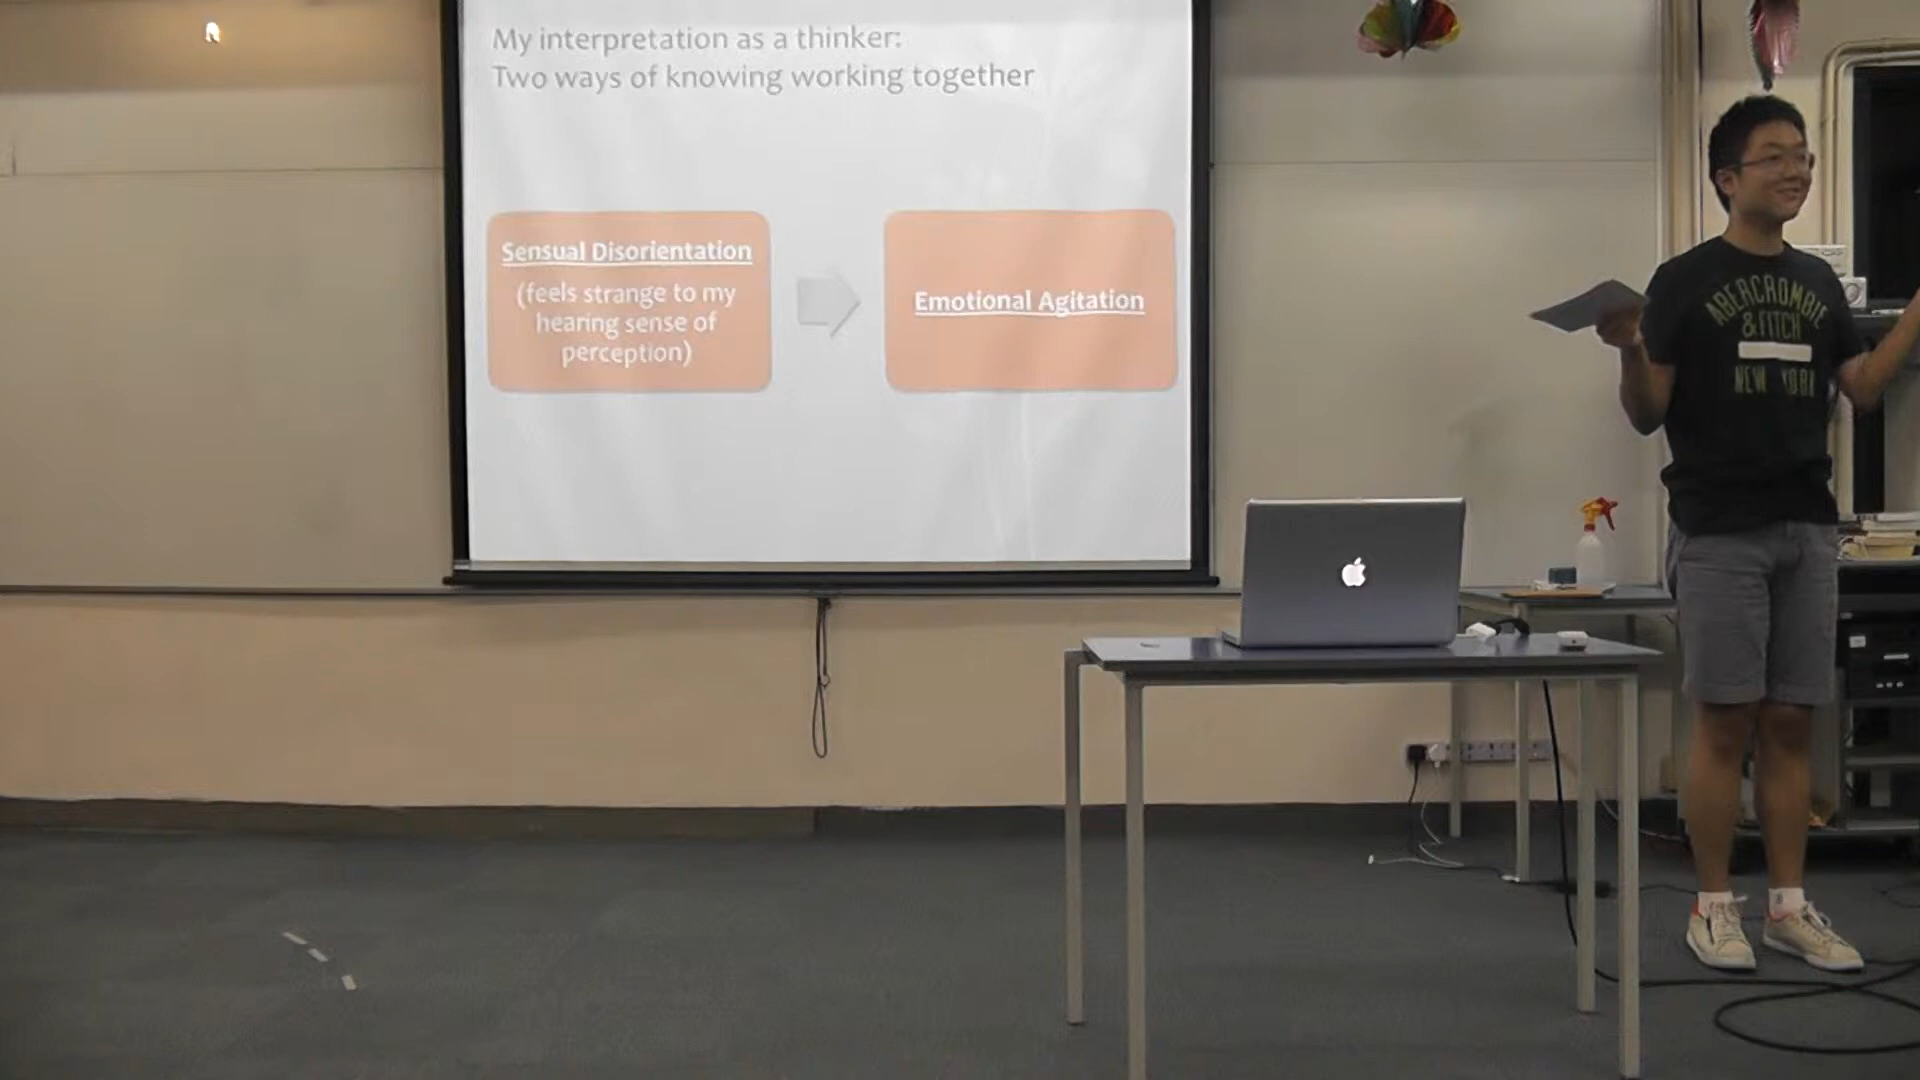 My interpretation as a thinker:
Two ways of knowing working together
Sensual Disorientation
(feels strange to my
hearing sense of
perception)
Emotional Agitation
ABERCROMBIE
& FITCH
NEW YORK